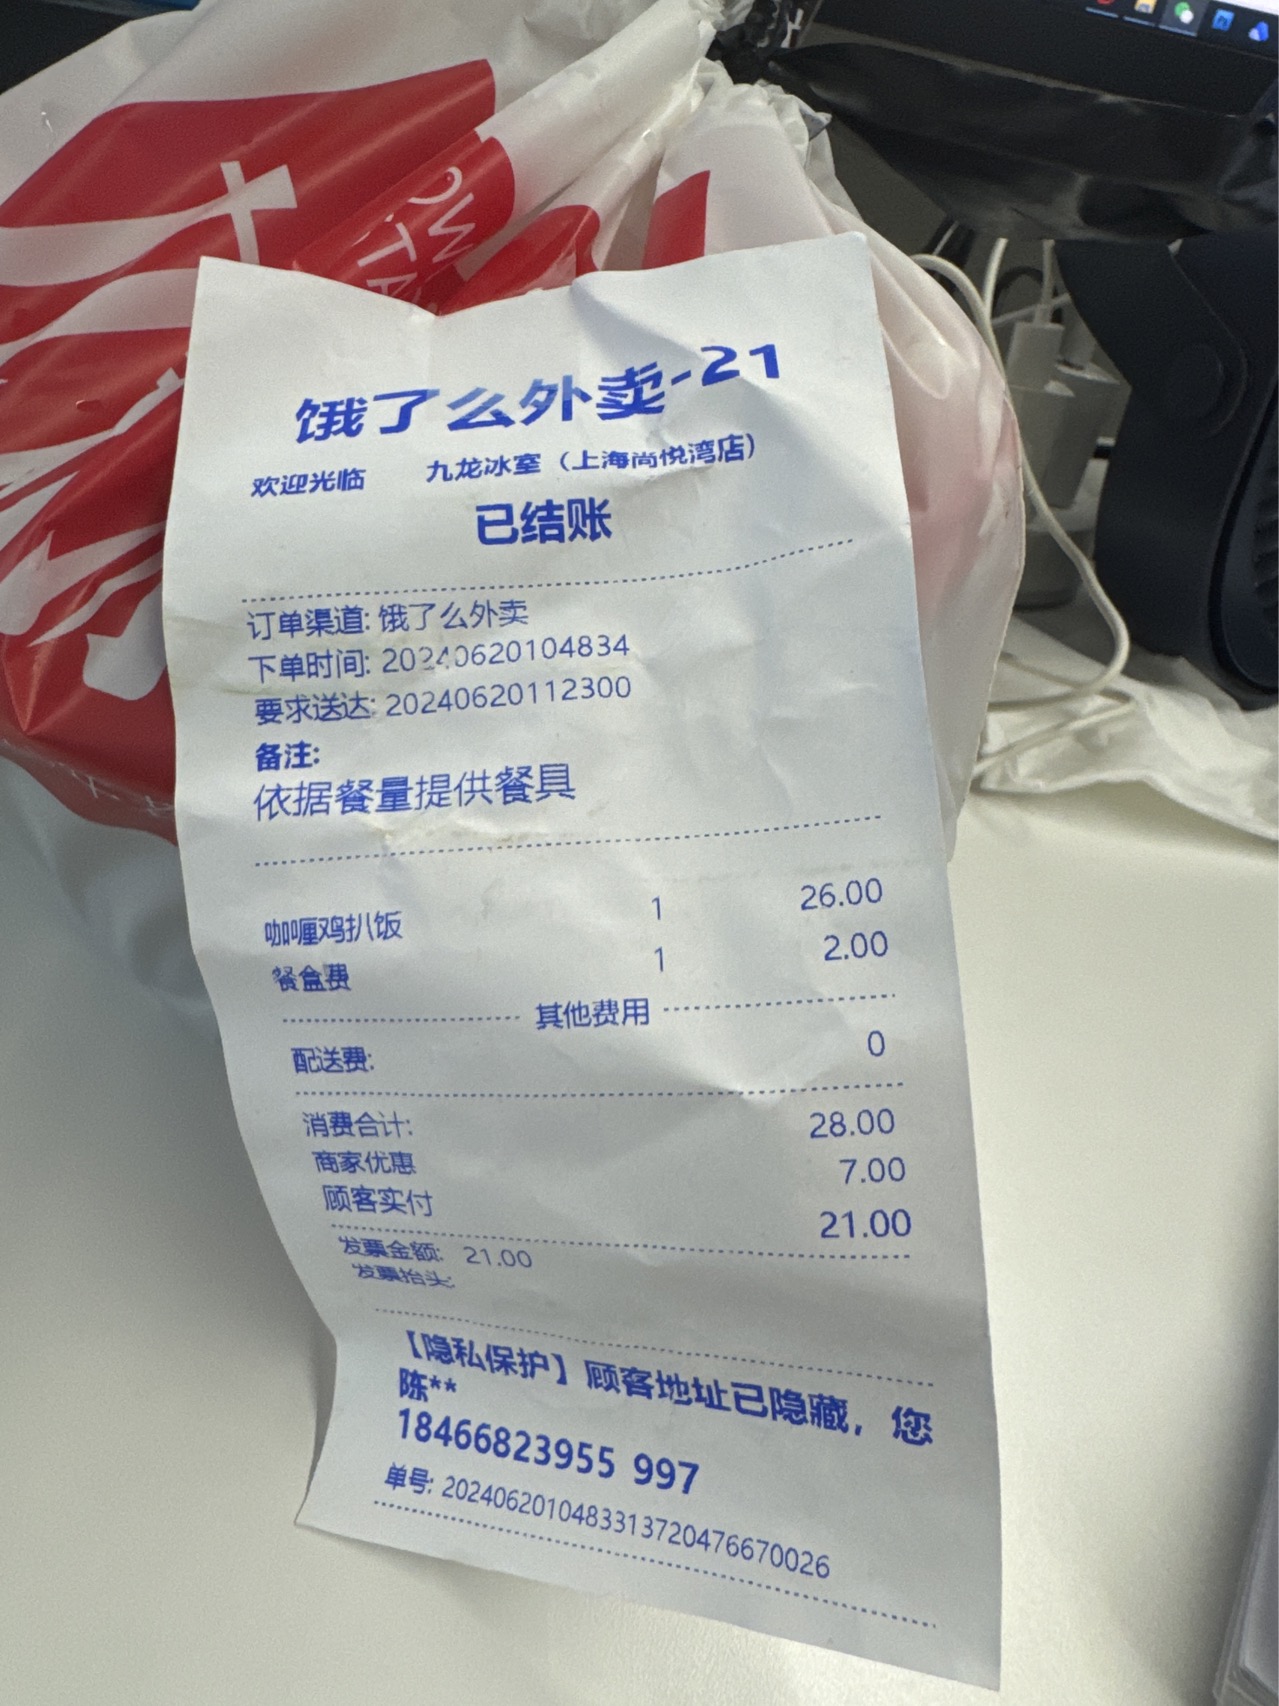 饿了么外卖-21
欢迎光临 九龙冰室（上海尚悦湾店）
已结账
订单渠道: 饿了么外卖
下单时间: 20240620104834
要求送达: 20240620112300
备注:
依据餐量提供餐具
咖喱鸡扒饭 1 26.00
餐盒费 1 2.00
其他费用
配送费: 0
消费合计: 28.00
商家优惠 7.00
顾客实付 21.00
发票金额: 21.00
发票抬头:
【隐私保护】顾客地址已隐藏，您
陈**
18466823955 997
单号: 20240620104833137204766​70026